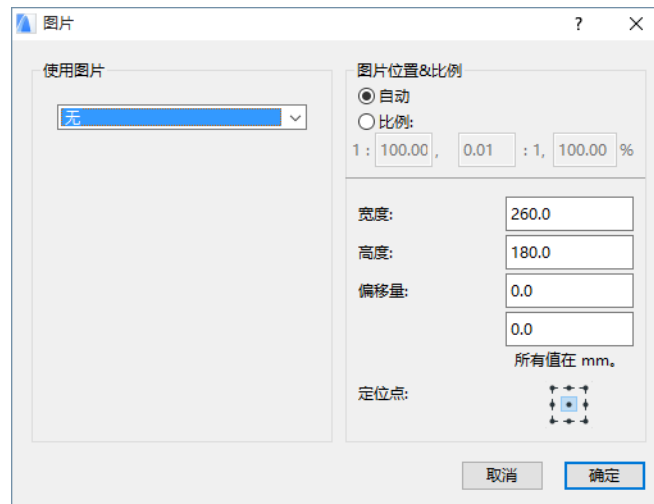 图片
?
使用图片
无
图片位置&比例
自动
比例:
1 : 100.00 , 0.01 : 1, 100.00 %
宽度: 260.0
高度: 180.0
偏移量: 0.0
0.0
所有值在 mm。
定位点:
取消 确定